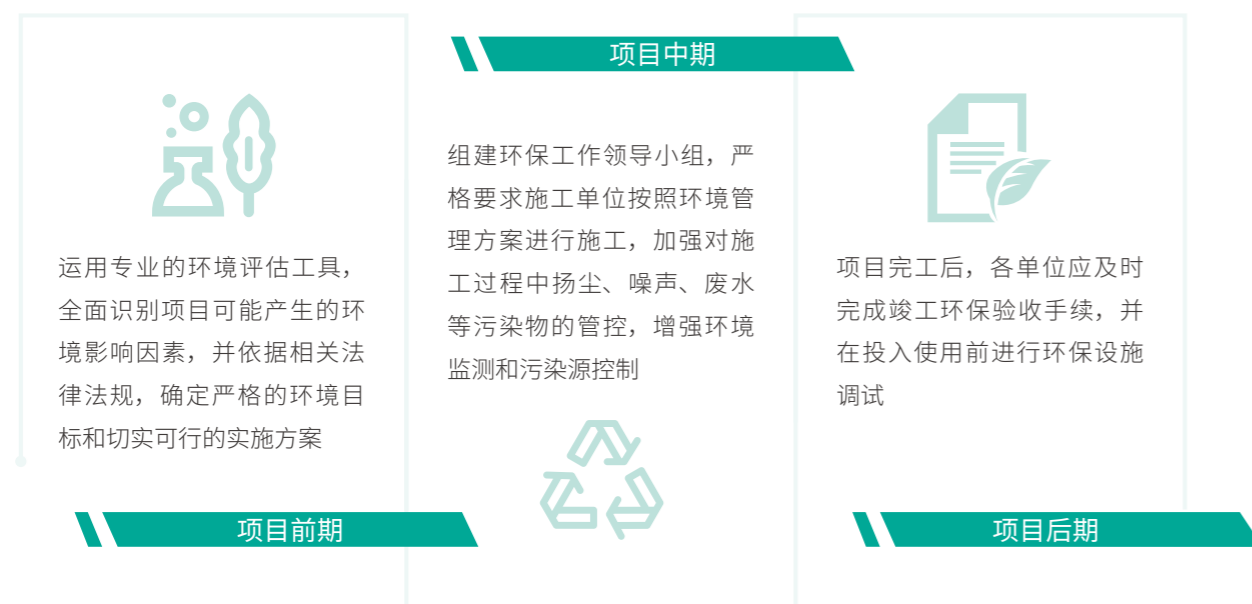 运用专业的环境评估工具，
全面识别项目可能产生的环
境影响因素，并依据相关法
律法规，确定严格的环境目
标和切实可行的实施方案
项目前期
项目中期
组建环保工作领导小组，严
格要求施工单位按照环境管
理方案进行施工，加强对施
工过程中扬尘、噪声、废水
等污染物的管控，增强环境
监测和污染源控制
项目完工后，各单位应及时
完成竣工环保验收手续，并
在投入使用前进行环保设施
调试
项目后期